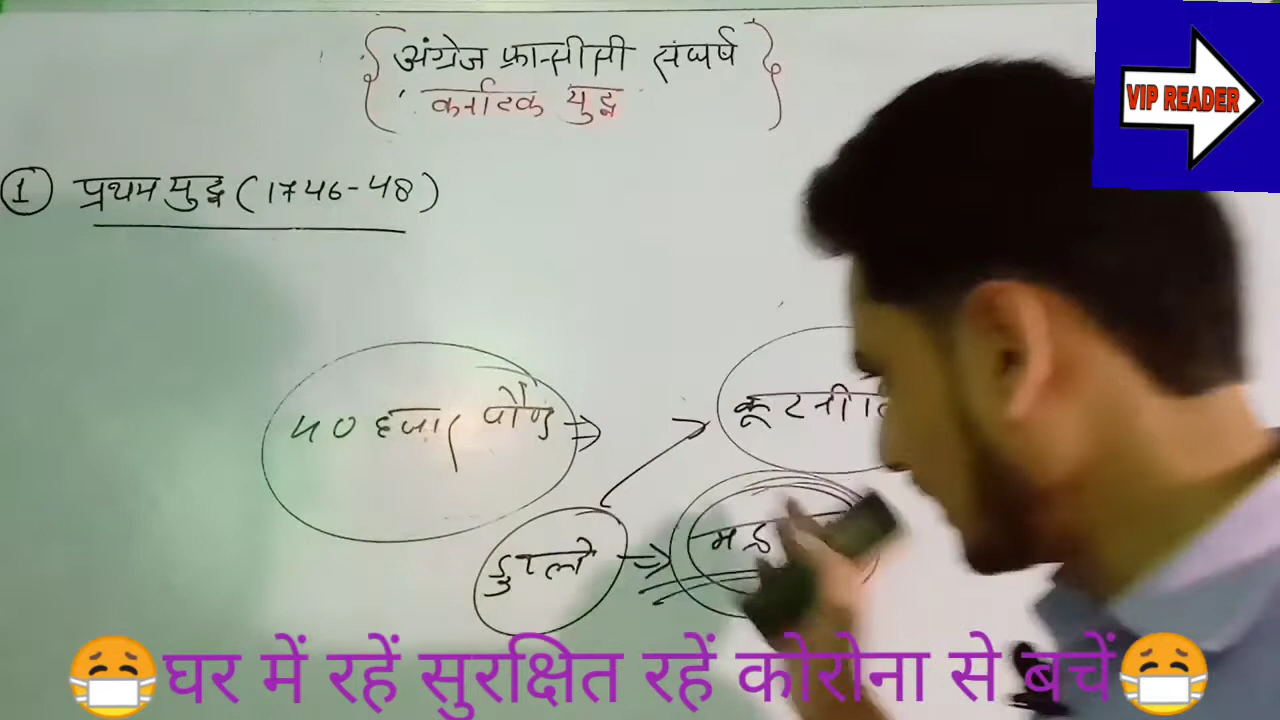 अंग्रेज फ्रान्सीसी संघर्ष
कर्नाटक युद्ध
VIP READER
① प्रथम युद्ध (1746-48)
40 हजार पौण्ड
डुप्ले
घर में रहें सुरक्षित रहें कोरोना से बचें